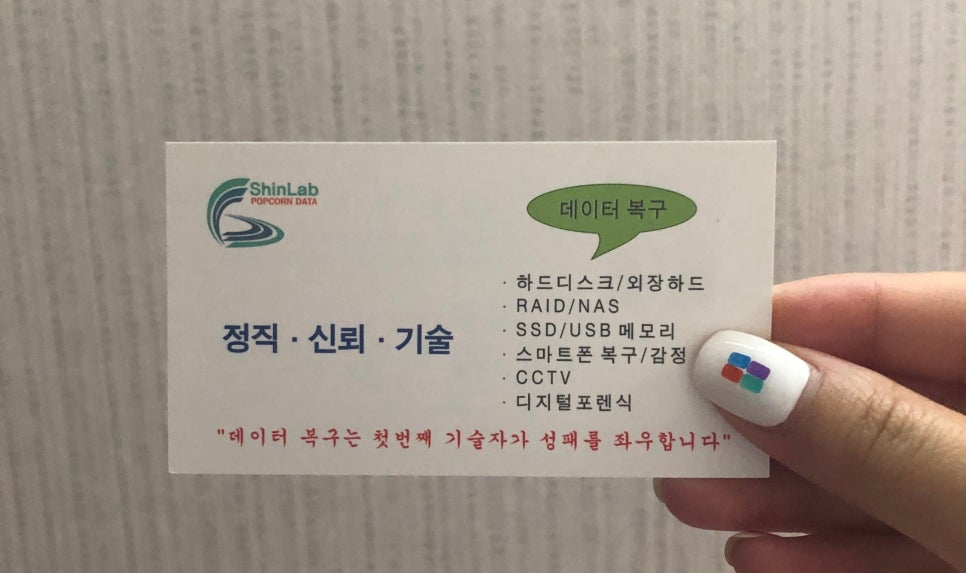 ShinLab
POPCORN DATA
데이터 복구
· 하드디스크/외장하드
· RAID/NAS
· SSD/USB 메모리
· 스마트폰 복구/감정
· CCTV
· 디지털포렌식
정직 · 신뢰 · 기술
"데이터 복구는 첫번째 기술자가 성패를 좌우합니다"